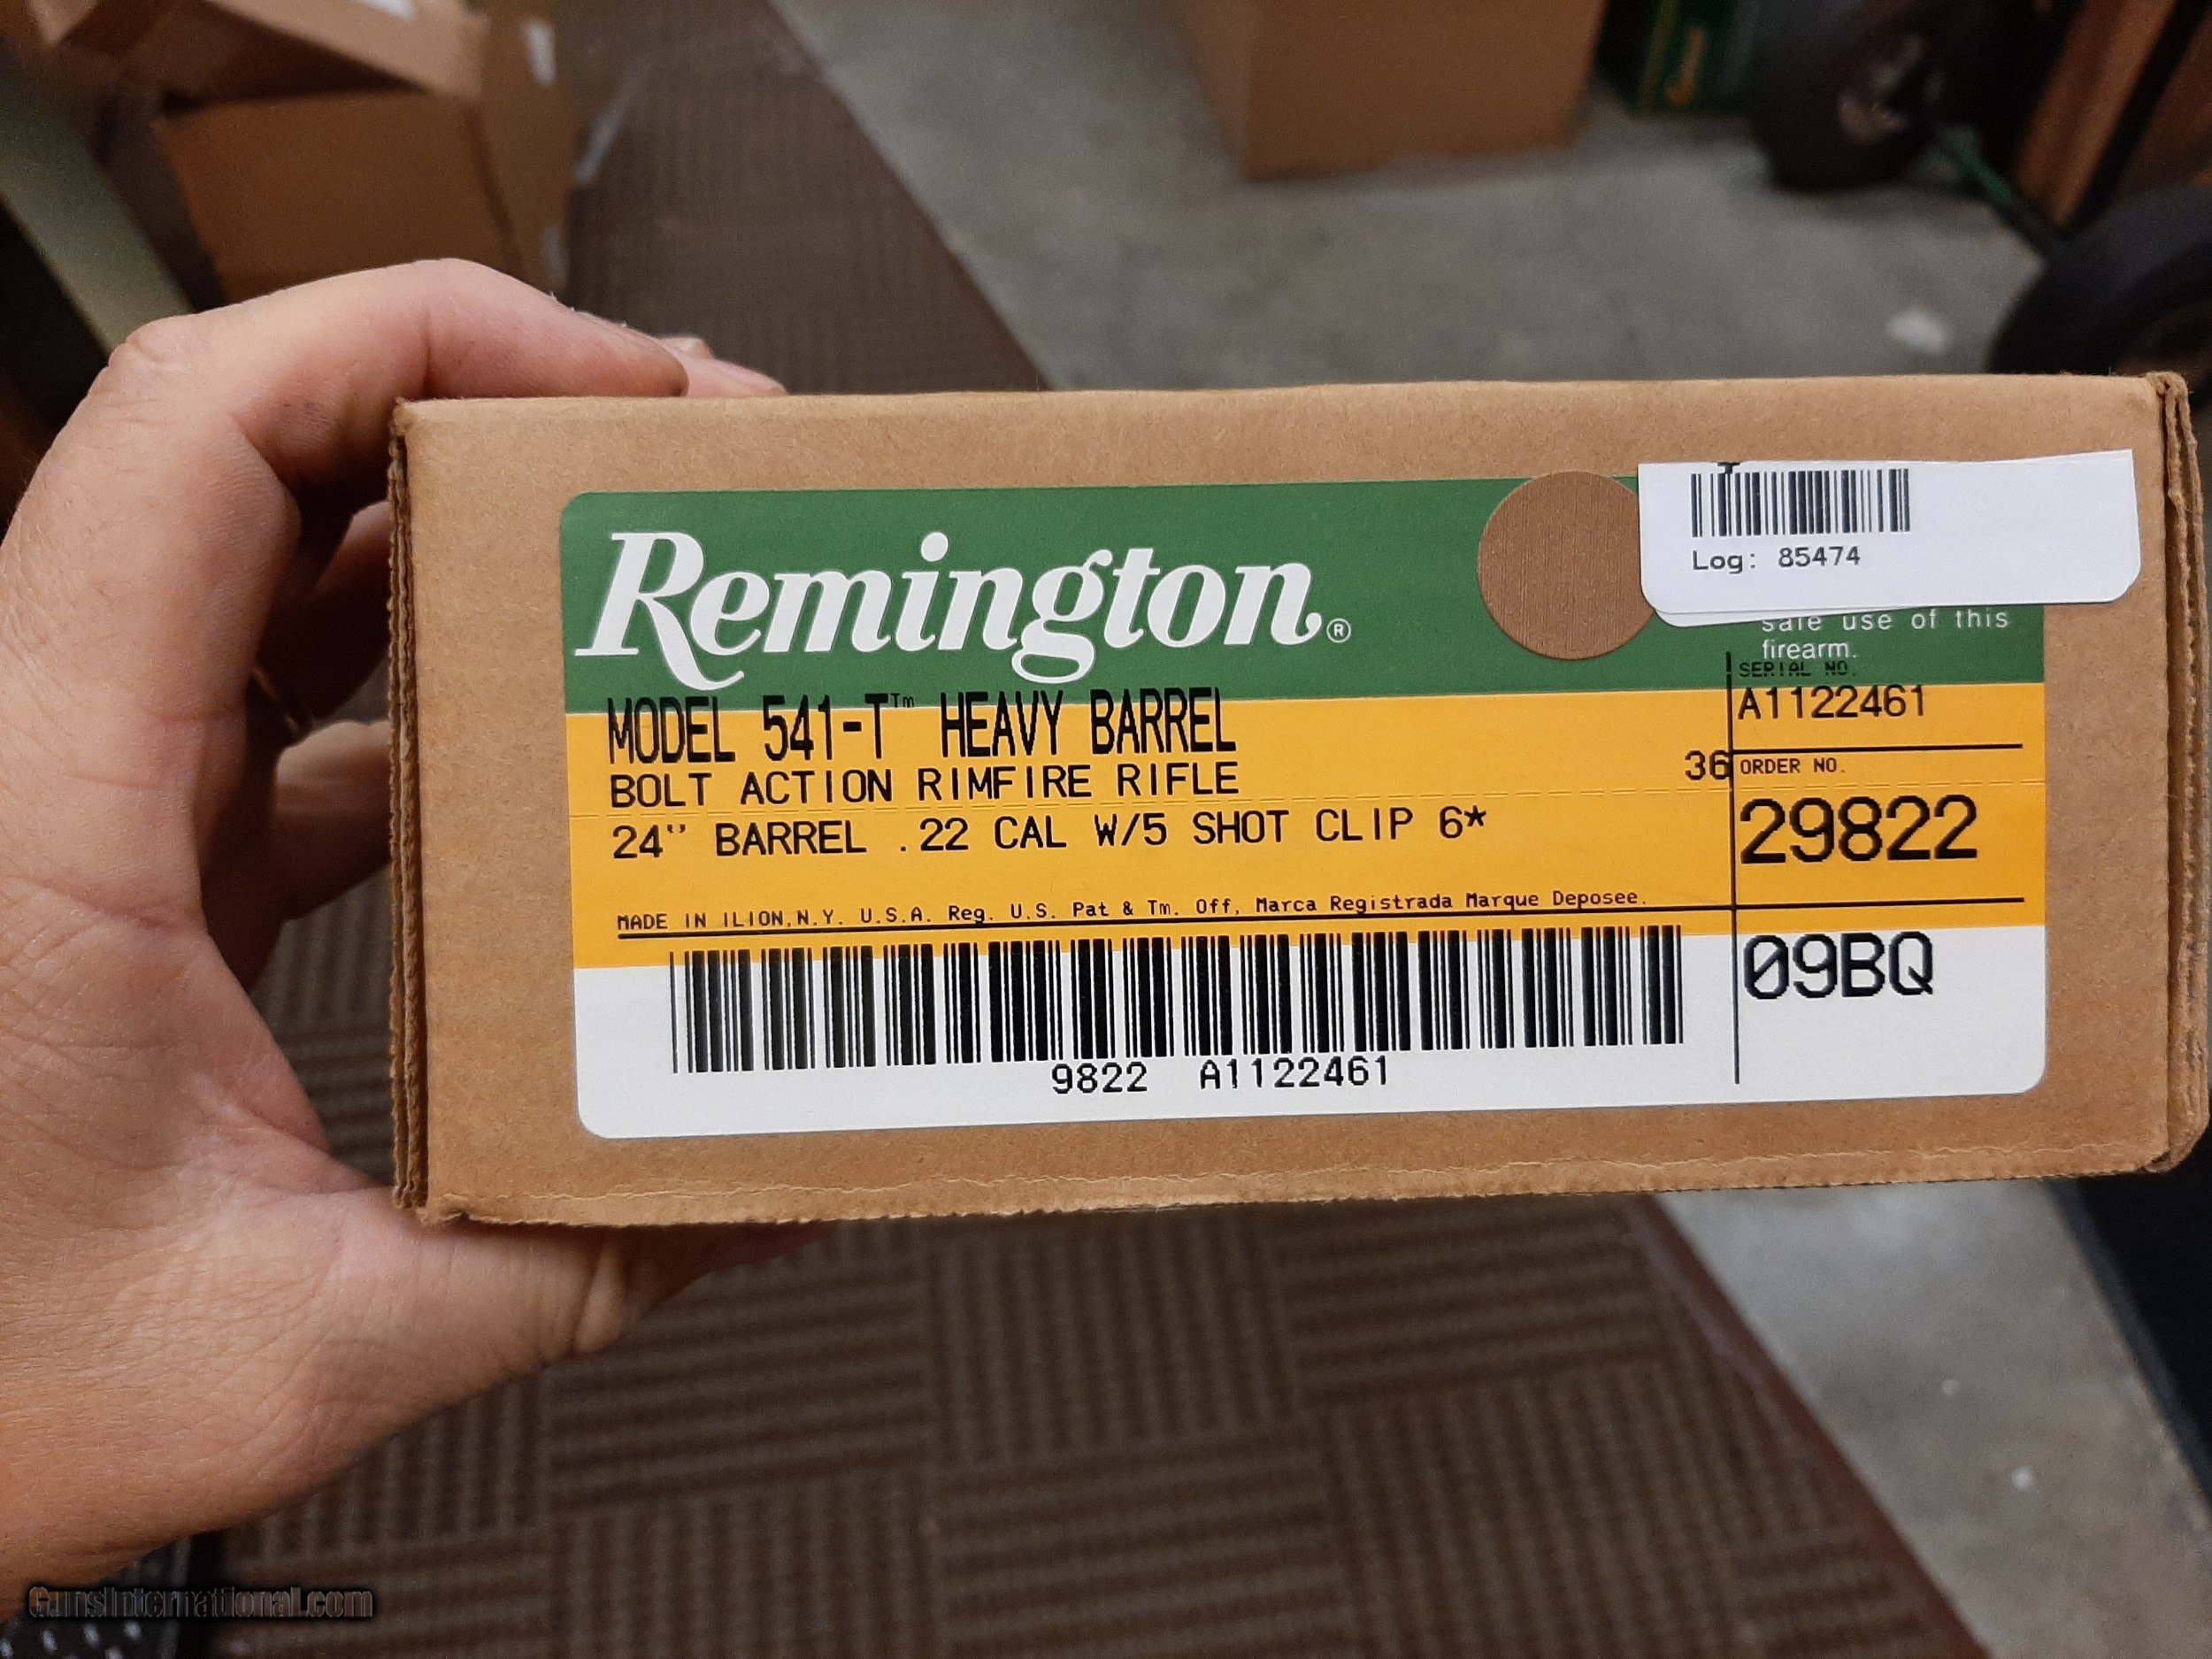 Remington®
Log: 85474
safe use of this
firearm.
SERIAL NO.
A1122461
MODEL 541-T™ HEAVY BARREL
BOLT ACTION RIMFIRE RIFLE
36
ORDER NO.
29822
24" BARREL .22 CAL W/5 SHOT CLIP 6*
MADE IN ILION,N.Y. U.S.A. Reg. U.S. Pat & Tm. Off, Marca Registrada Marque Deposee.
09BQ
9822 A1122461
GunsInternational.com